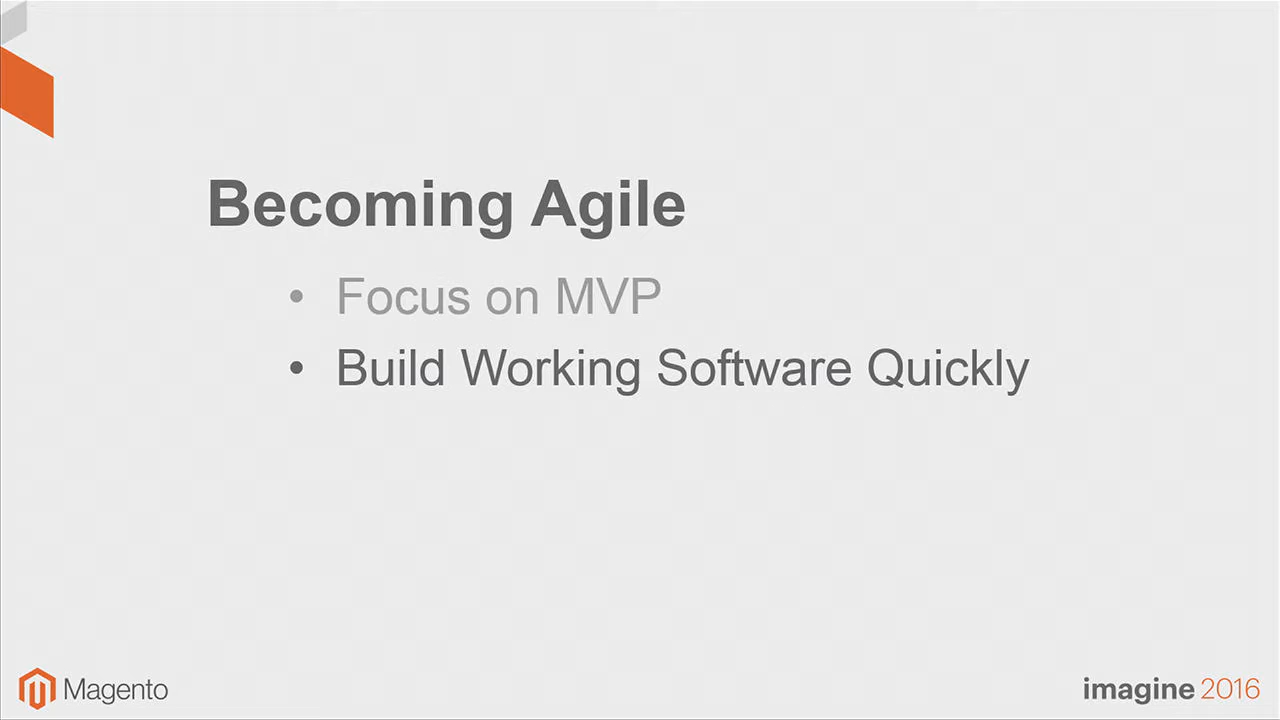 Becoming Agile
• Focus on MVP
• Build Working Software Quickly
Magento
imagine 2016